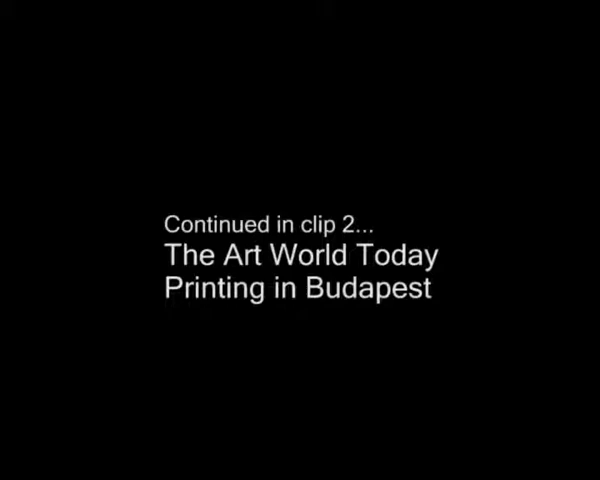 Continued in clip 2...
The Art World Today
Printing in Budapest